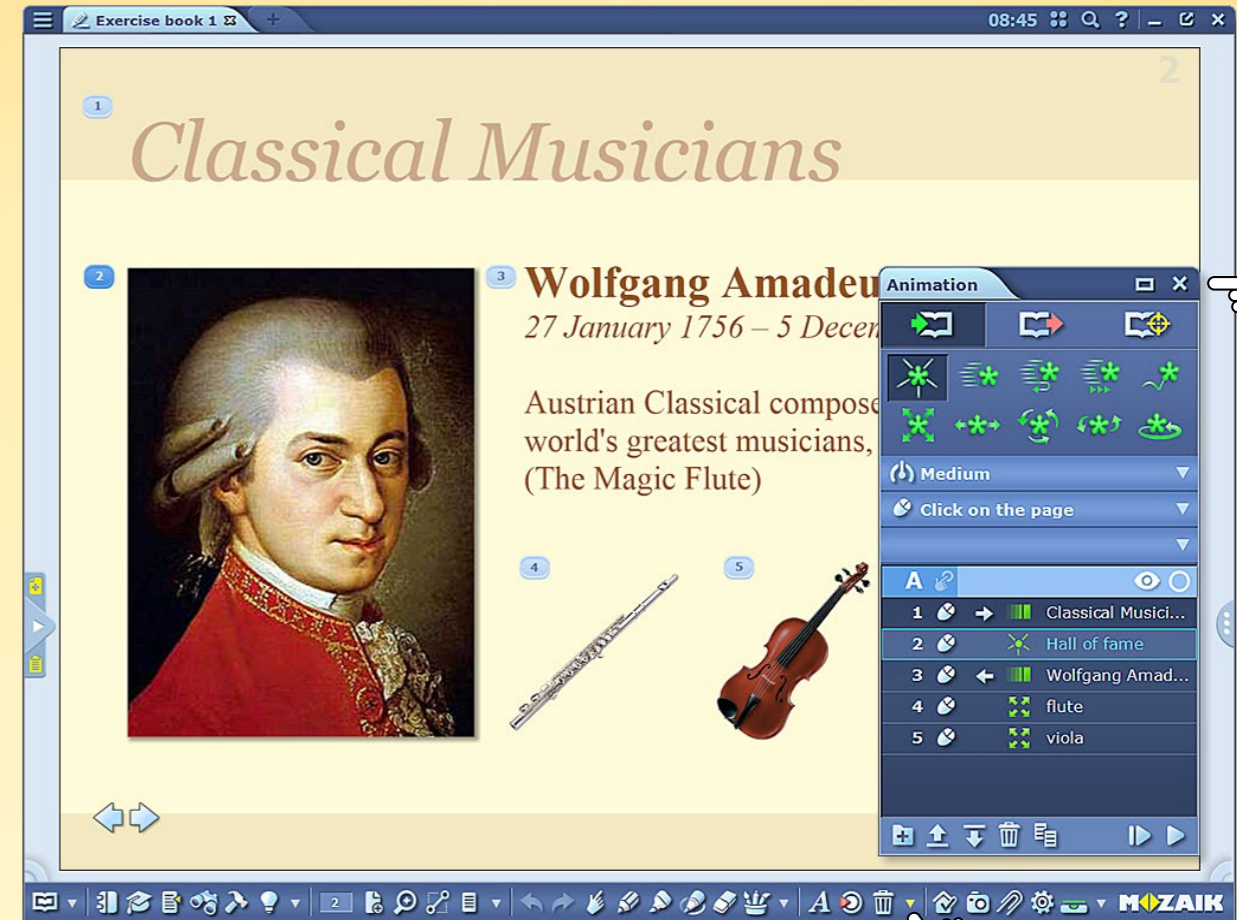 Exercise book 1
08:45
2
1
Classical Musicians
2
3 Wolfgang Amadeu
27 January 1756 – 5 Decem
Austrian Classical compose
world's greatest musicians,
(The Magic Flute)
4
5
Animation
Medium
Click on the page
A
1 Classical Musici...
2 Hall of fame
3 Wolfgang Amad...
4 flute
5 viola
2
A
MOZAIK